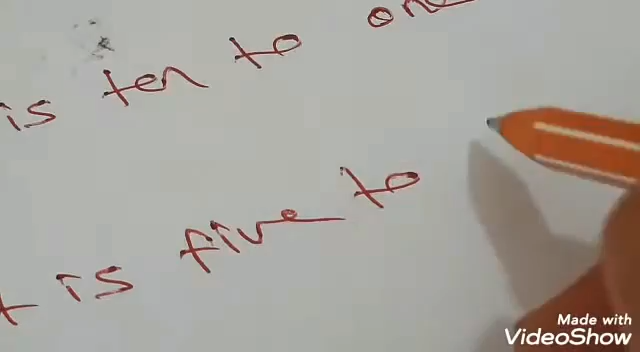 is ten to one
t is five to
Made with
VideoShow